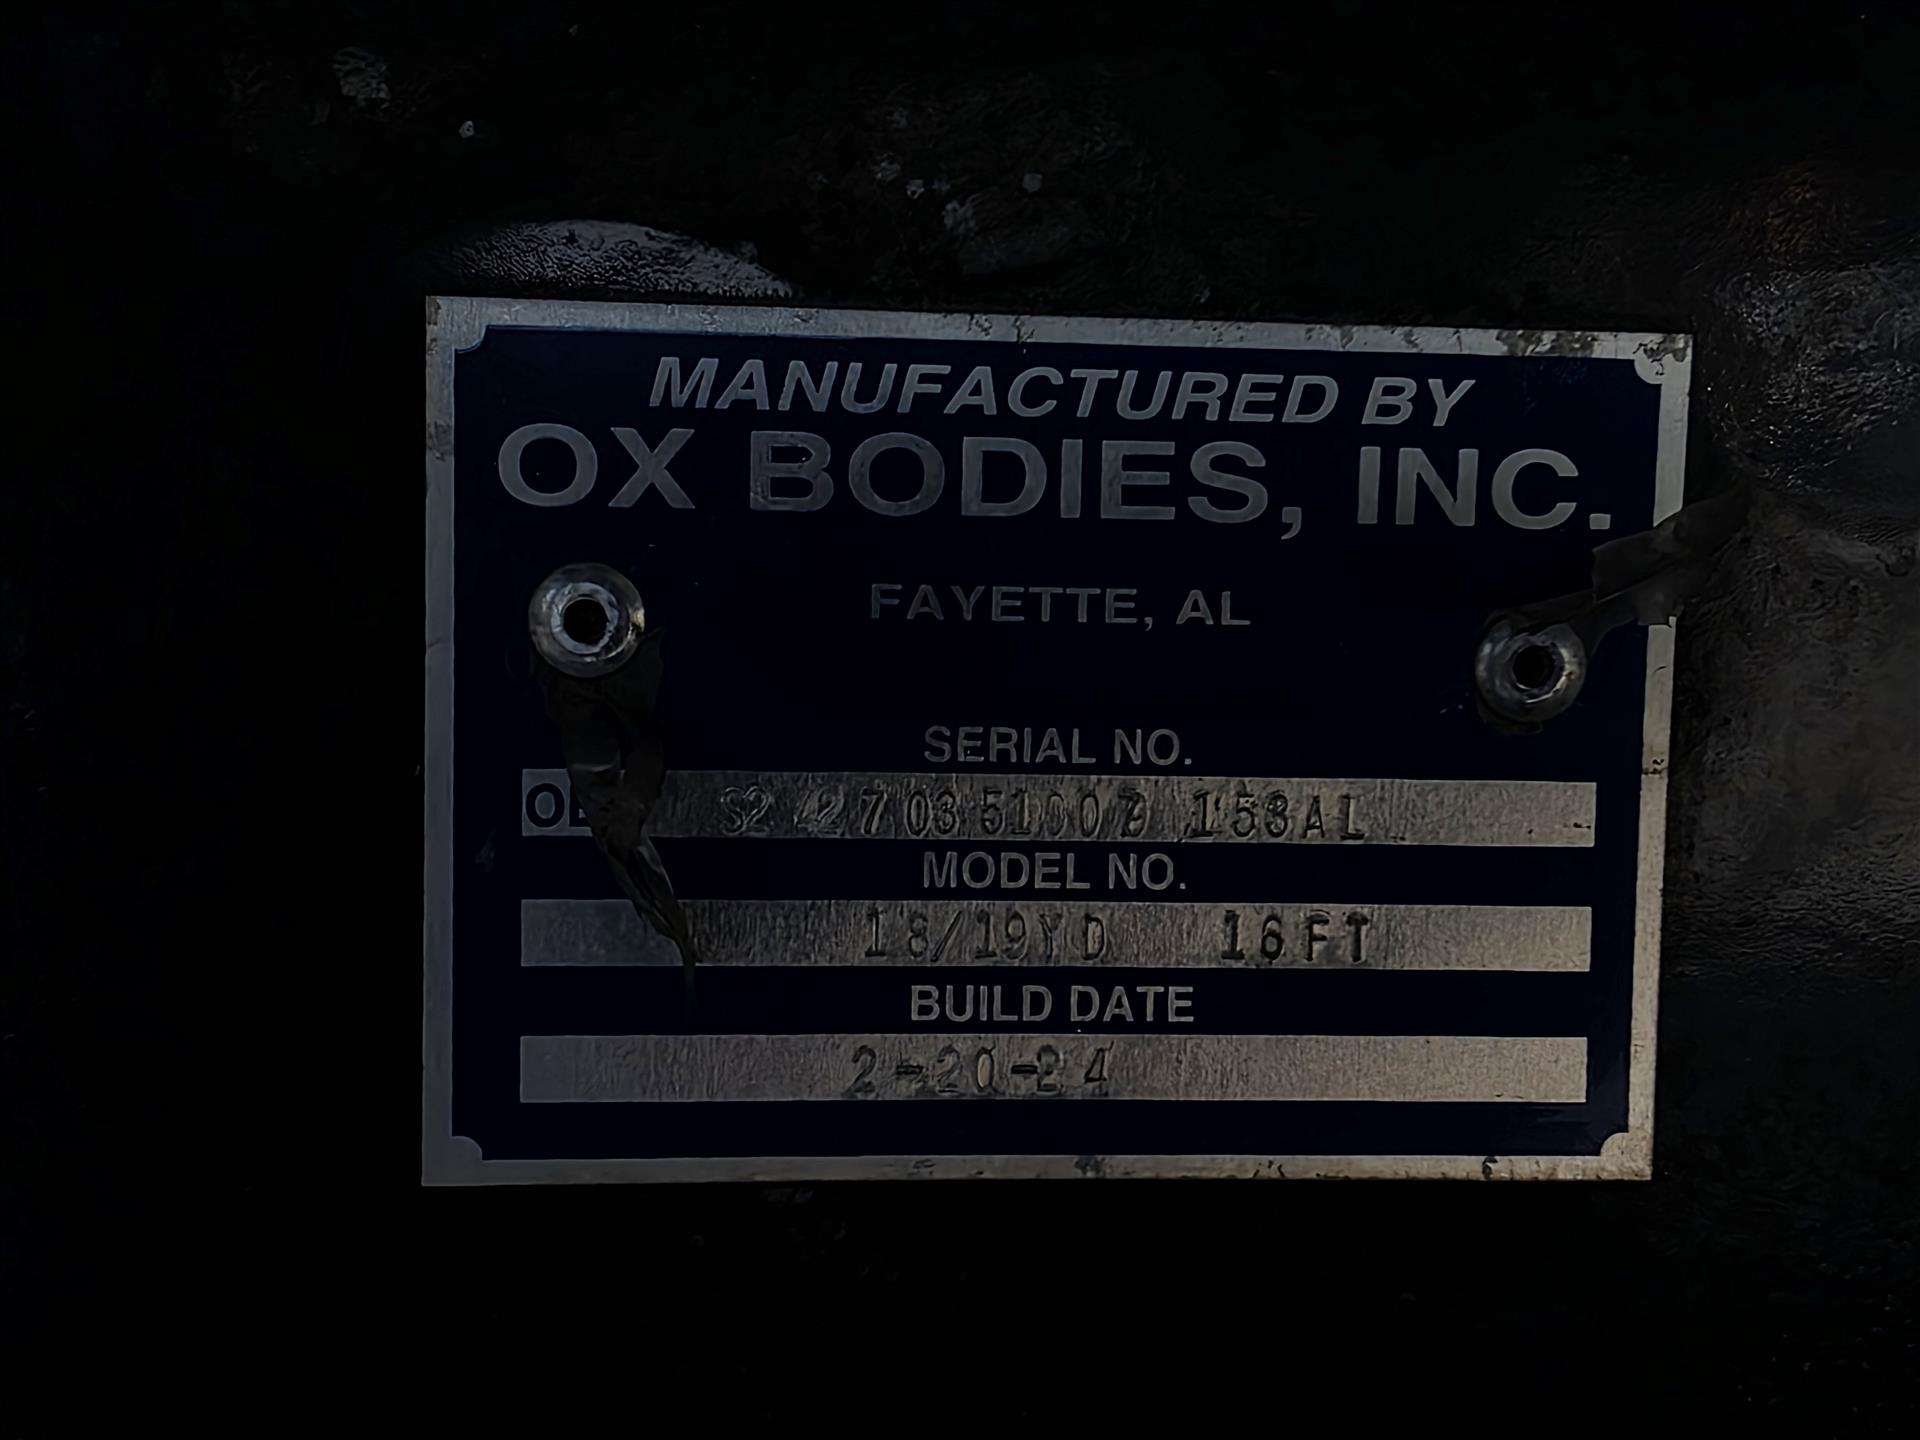 MANUFACTURED BY
OX BODIES, INC.
FAYETTE, AL
SERIAL NO.
MODEL NO.
18/19YD 16FT
BUILD DATE
2-20-24